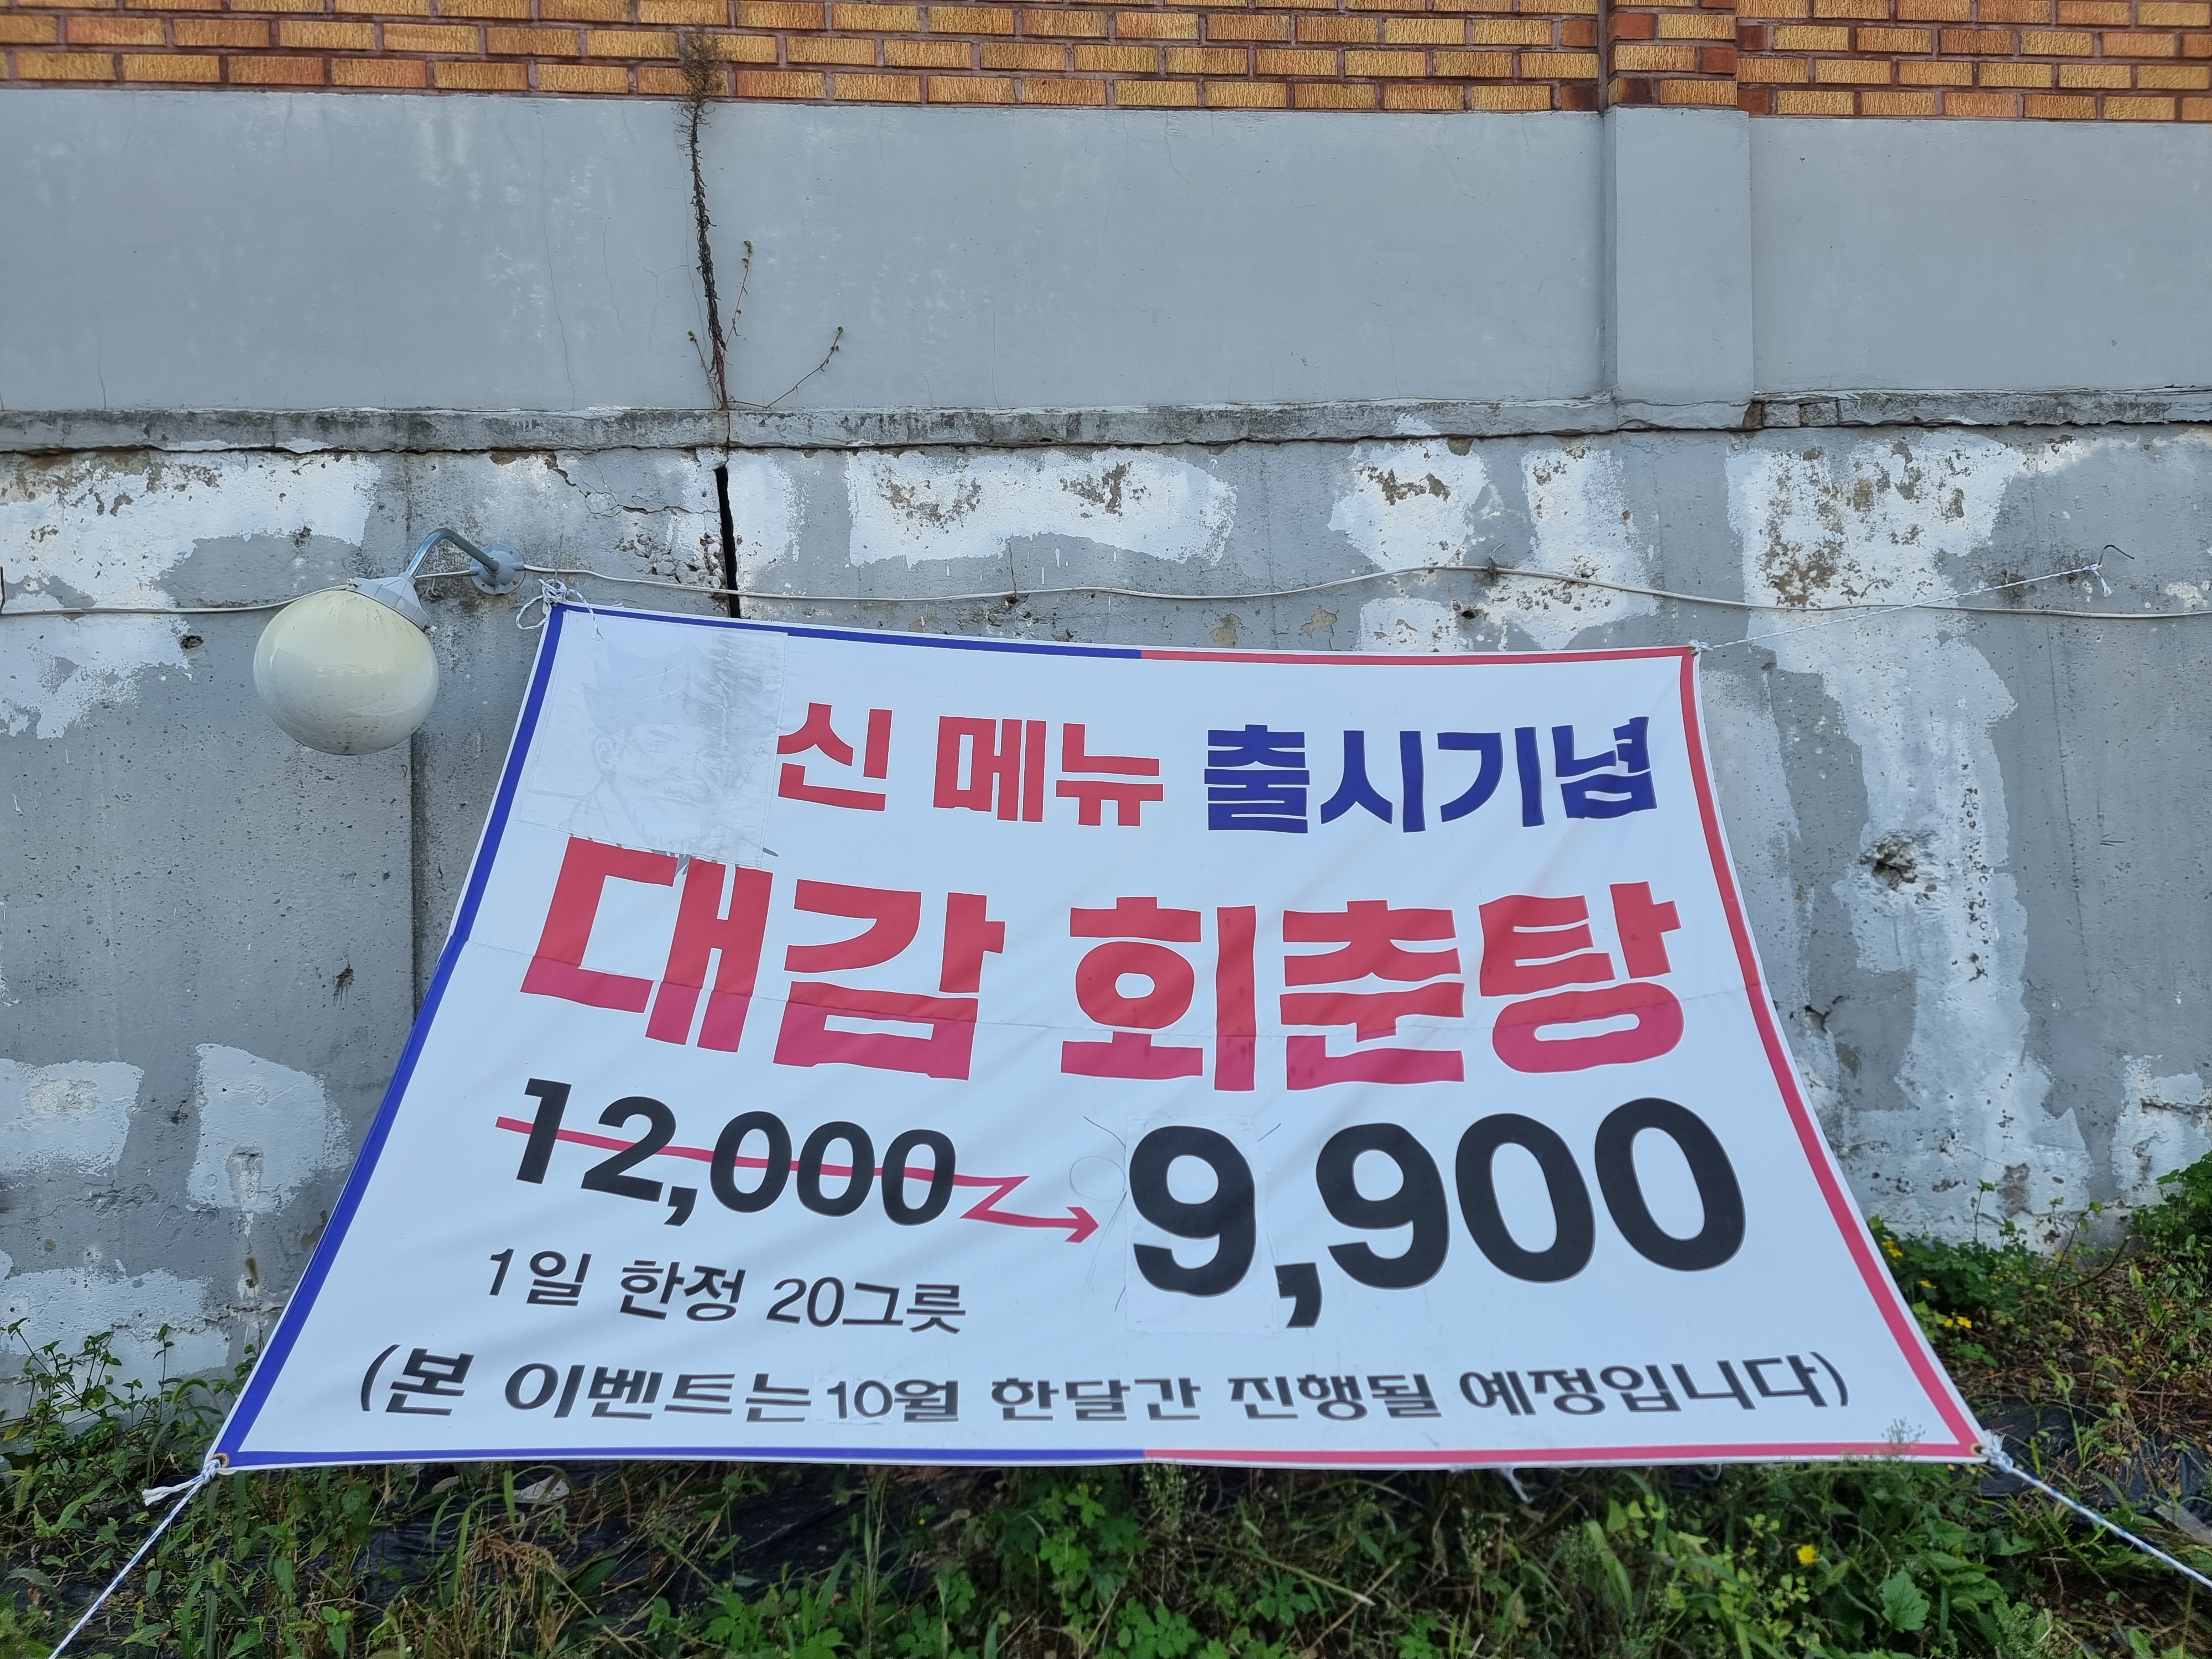 신 메뉴 출시기념
대감 회춘탕
12,000 9,900
1일 한정 20그릇
(본 이벤트는 10월 한달간 진행될 예정입니다)